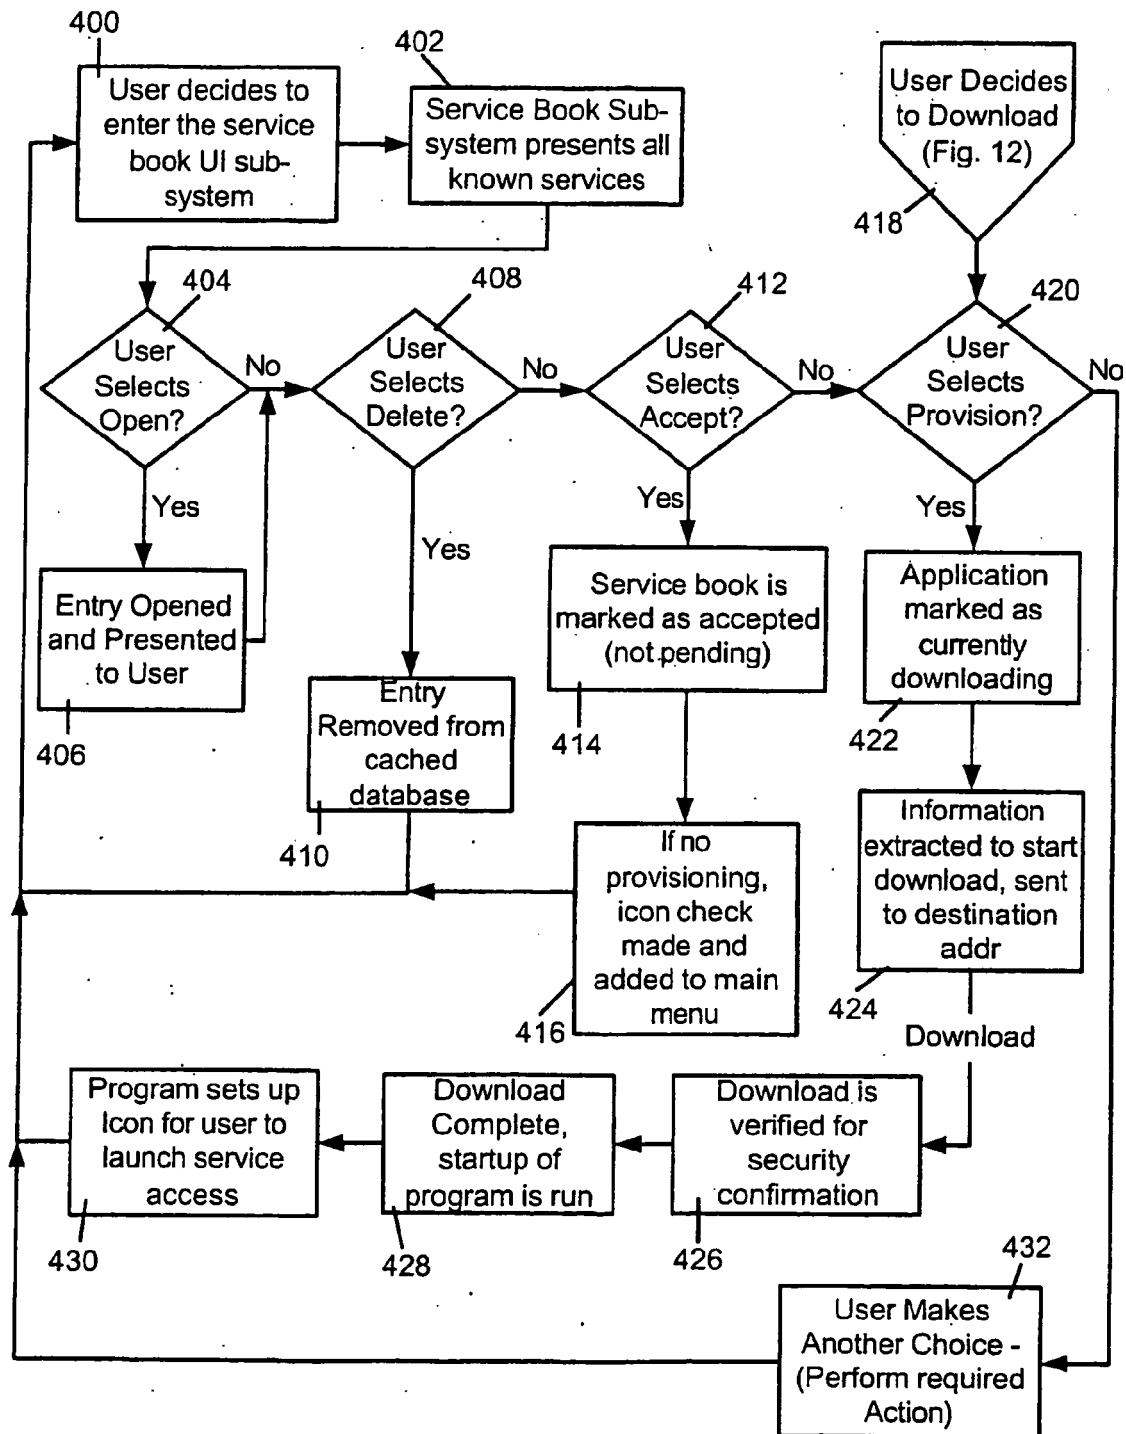 400
User decides to
enter the service
book UI sub-
system
402
Service Book Sub-
system presents all
known services
User Decides
to Download
(Fig. 12)
418
404
User
Selects
Open?
No
Yes
408
User
Selects
Delete?
No
Yes
412
User
Selects
Accept?
No
Yes
420
User
Selects
Provision?
No
Yes
Entry Opened
and Presented
to User
406
Entry
Removed from
cached
database
410
Service book is
marked as accepted
(not pending)
414
Application
marked as
currently
downloading
422
If no
provisioning,
icon check
made and
added to main
menu
416
Information
extracted to start
download, sent
to destination
addr
424
Download
Program sets up
Icon for user to
launch service
access
430
Download
Complete,
startup of
program is run
428
Download is
verified for
security
confirmation
426
432
User Makes
Another Choice -
(Perform required
Action)